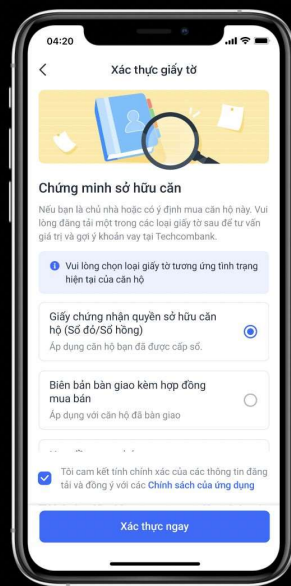 04:20
Xác thực giấy tờ
Chứng minh sở hữu căn
Nếu bạn là chủ nhà hoặc có ý định mua căn hộ này. Vui
lòng đăng tải một trong các loại giấy tờ sau để tư vấn
giá trị và gợi ý khoản vay tại Techcombank.
Vui lòng chọn loại giấy tờ tương ứng tình trạng
hiện tại của căn hộ
Giấy chứng nhận quyền sở hữu căn
hộ (Sổ đỏ/Sổ hồng)
Áp dụng căn hộ bạn đã được cấp sổ.
Biên bản bàn giao kèm hợp đồng
mua bán
Áp dụng với căn hộ đã bàn giao
Tôi cam kết tính chính xác của các thông tin đăng
tải và đồng ý với các Chính sách của ứng dụng
Xác thực ngay